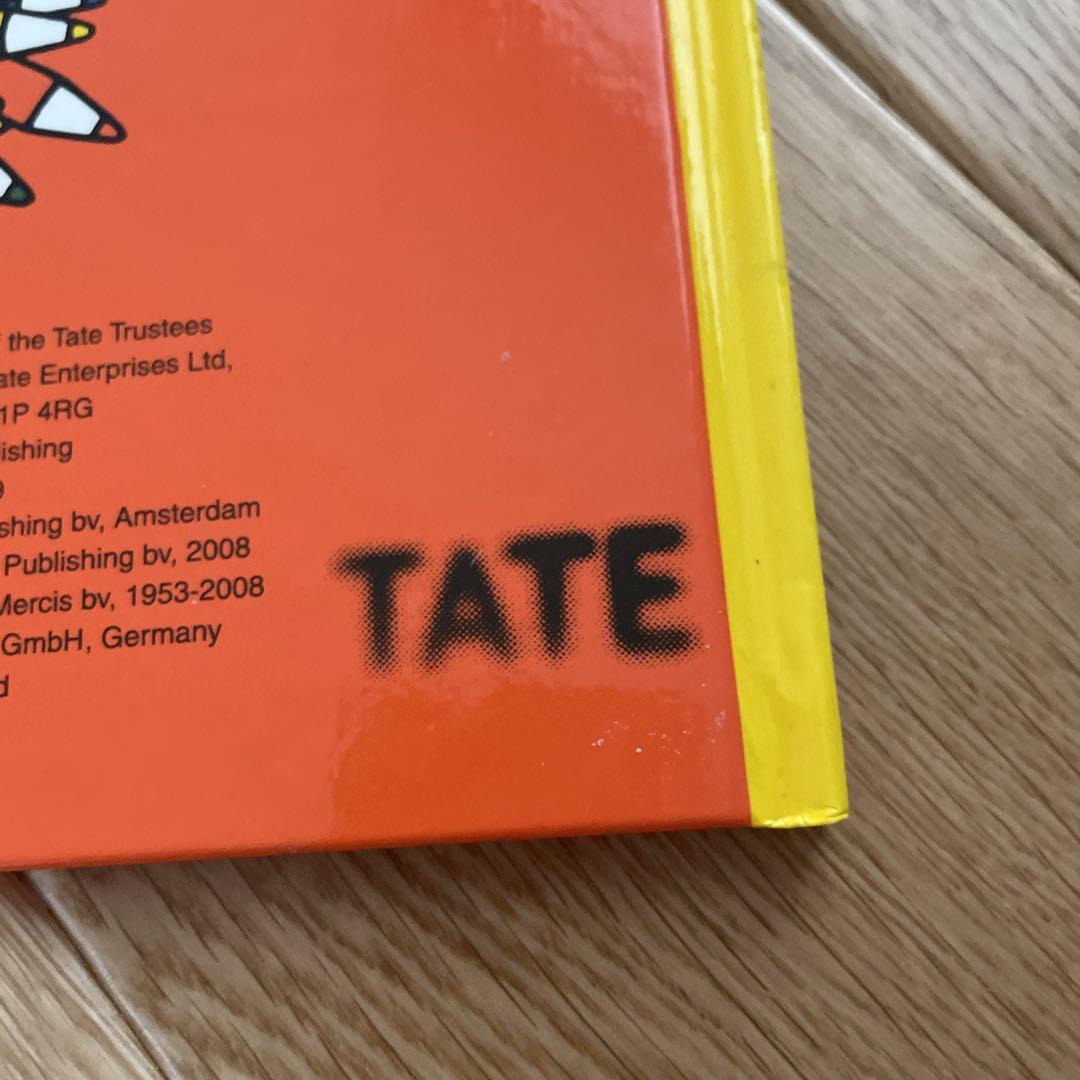 the Tate Trustees
ate Enterprises Ltd,
1P 4RG
ishing
9
shing bv, Amsterdam
Publishing bv, 2008
Mercis bv, 1953-2008
GmbH, Germany
d
TATE